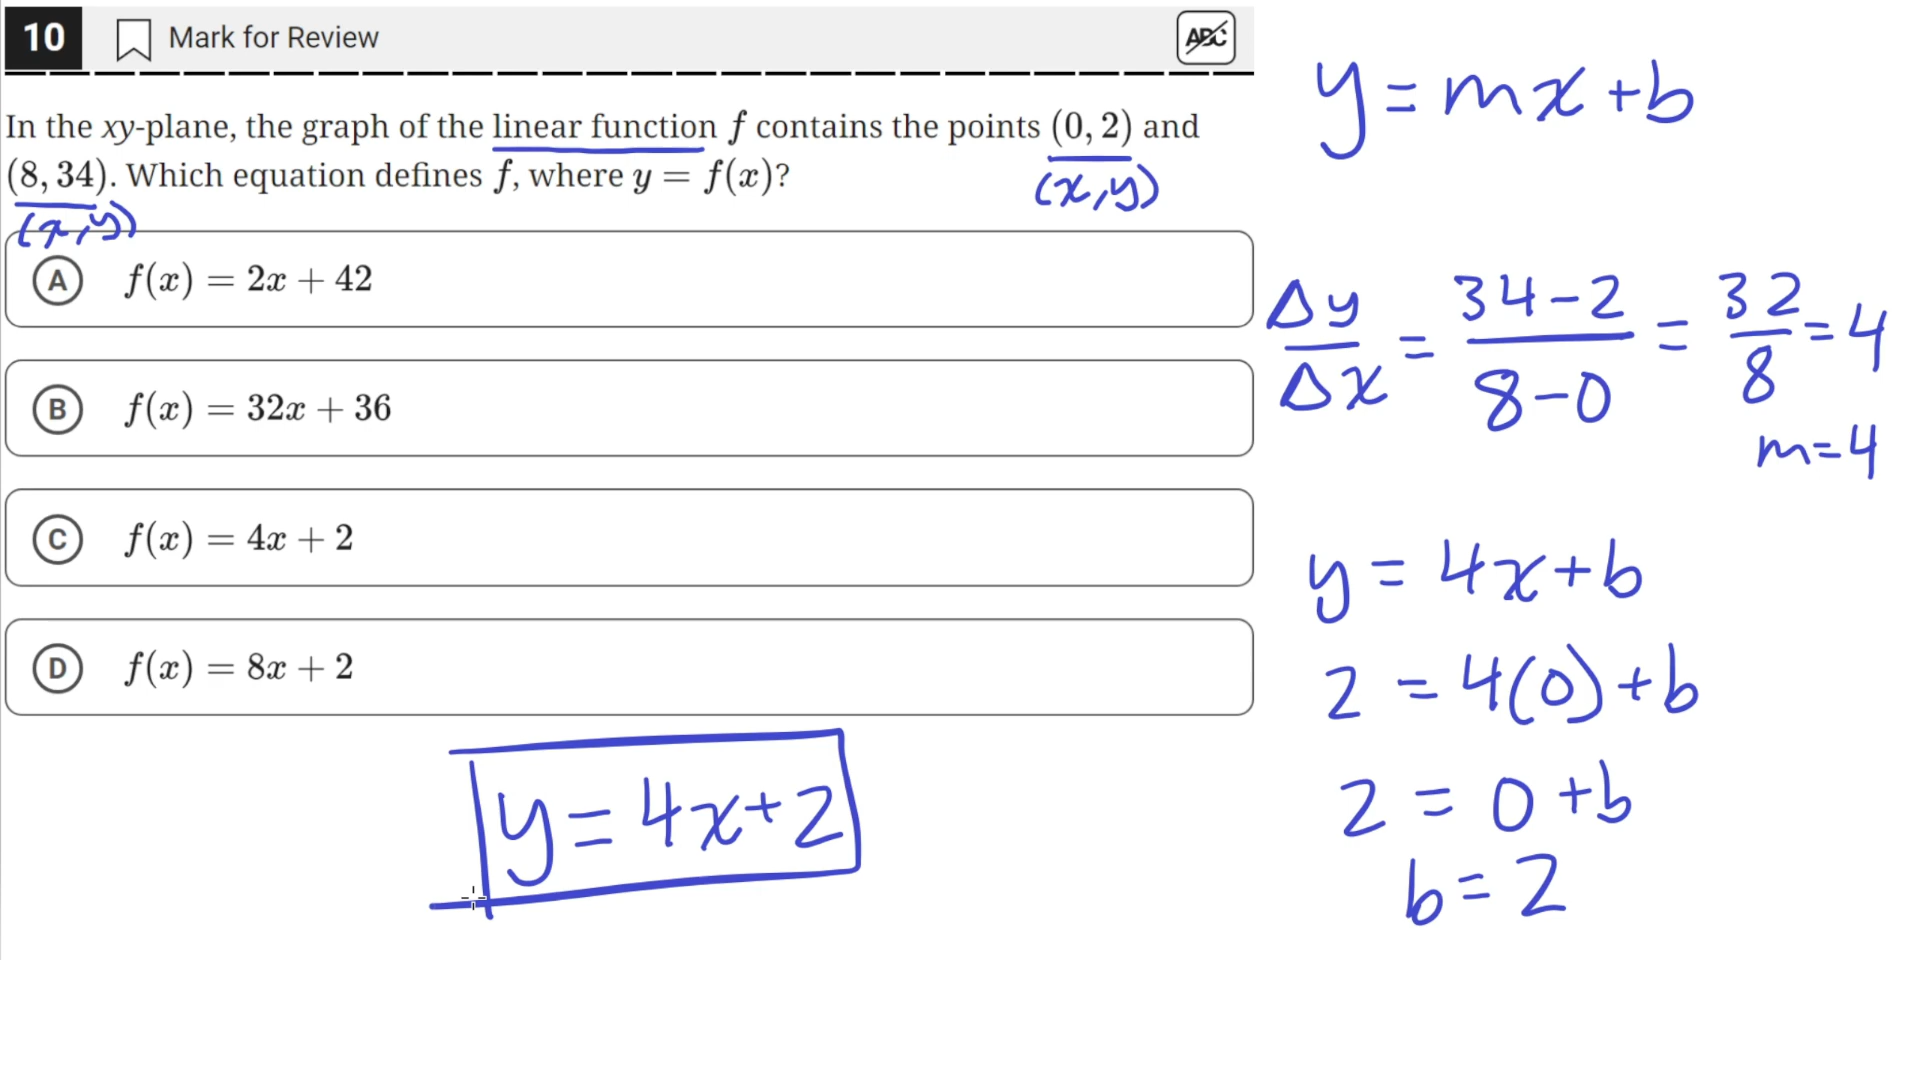 10 Mark for Review ABC
In the xy-plane, the graph of the linear function f contains the points (0, 2) and
(8, 34). Which equation defines f, where y = f(x)?
(x,y)
(x,y)
A f(x) = 2x + 42
B f(x) = 32x + 36
C f(x) = 4x + 2
D f(x) = 8x + 2
y = 4x+2
y = mx+b
Δy/Δx = 34-2/8-0 = 32/8 = 4
m=4
y = 4x+b
2 = 4(0)+b
2 = 0+b
b=2